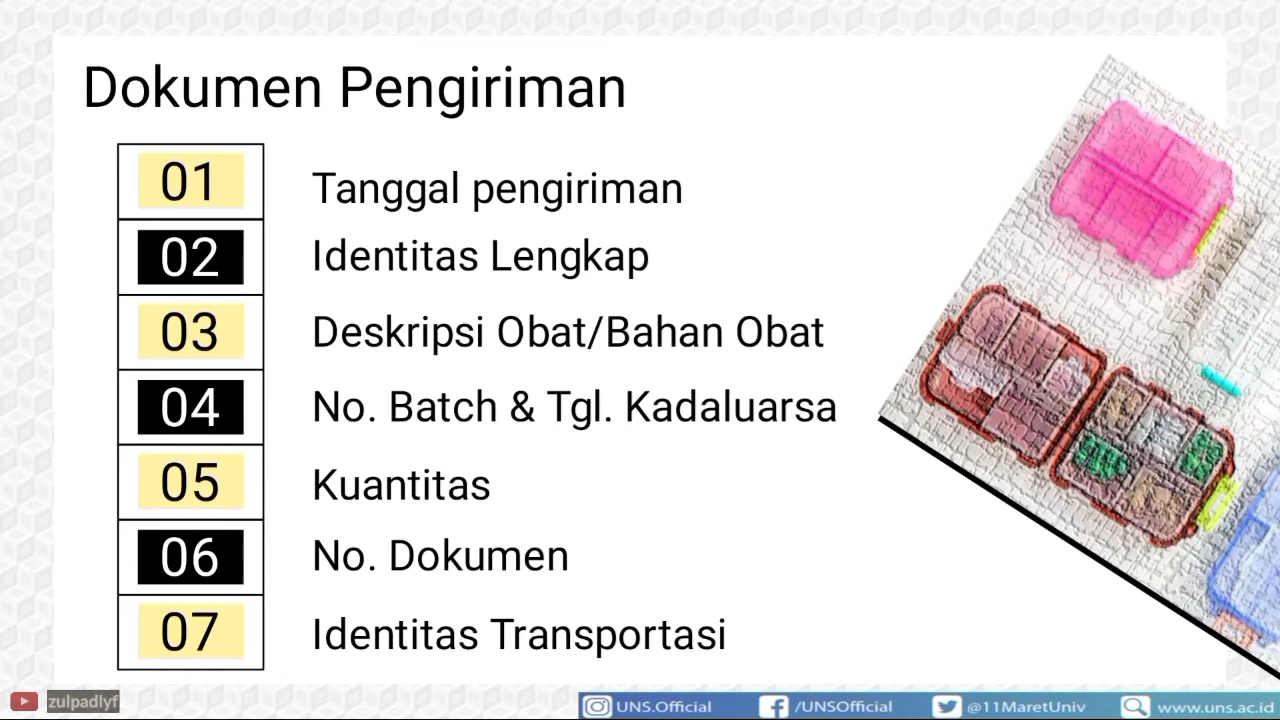 Dokumen Pengiriman
01 Tanggal pengiriman
02 Identitas Lengkap
03 Deskripsi Obat/Bahan Obat
04 No. Batch & Tgl. Kadaluarsa
05 Kuantitas
06 No. Dokumen
07 Identitas Transportasi
zulpadlyf
UNS.Official /UNSOfficial @11MaretUniv www.uns.ac.id